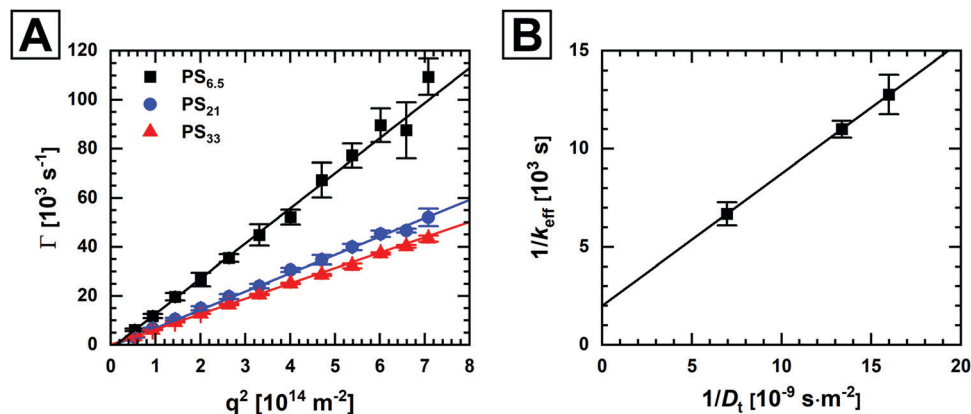 A
Γ [10³ s⁻¹]
120
100
80
60
40
20
0
PS₆.₅
PS₂₁
PS₃₃
0 1 2 3 4 5 6 7 8
q² [10¹⁴ m⁻²]
B
1/k_eff [10³ s]
15
10
5
0
0 5 10 15 20
1/D_t [10⁻⁹ s·m⁻²]